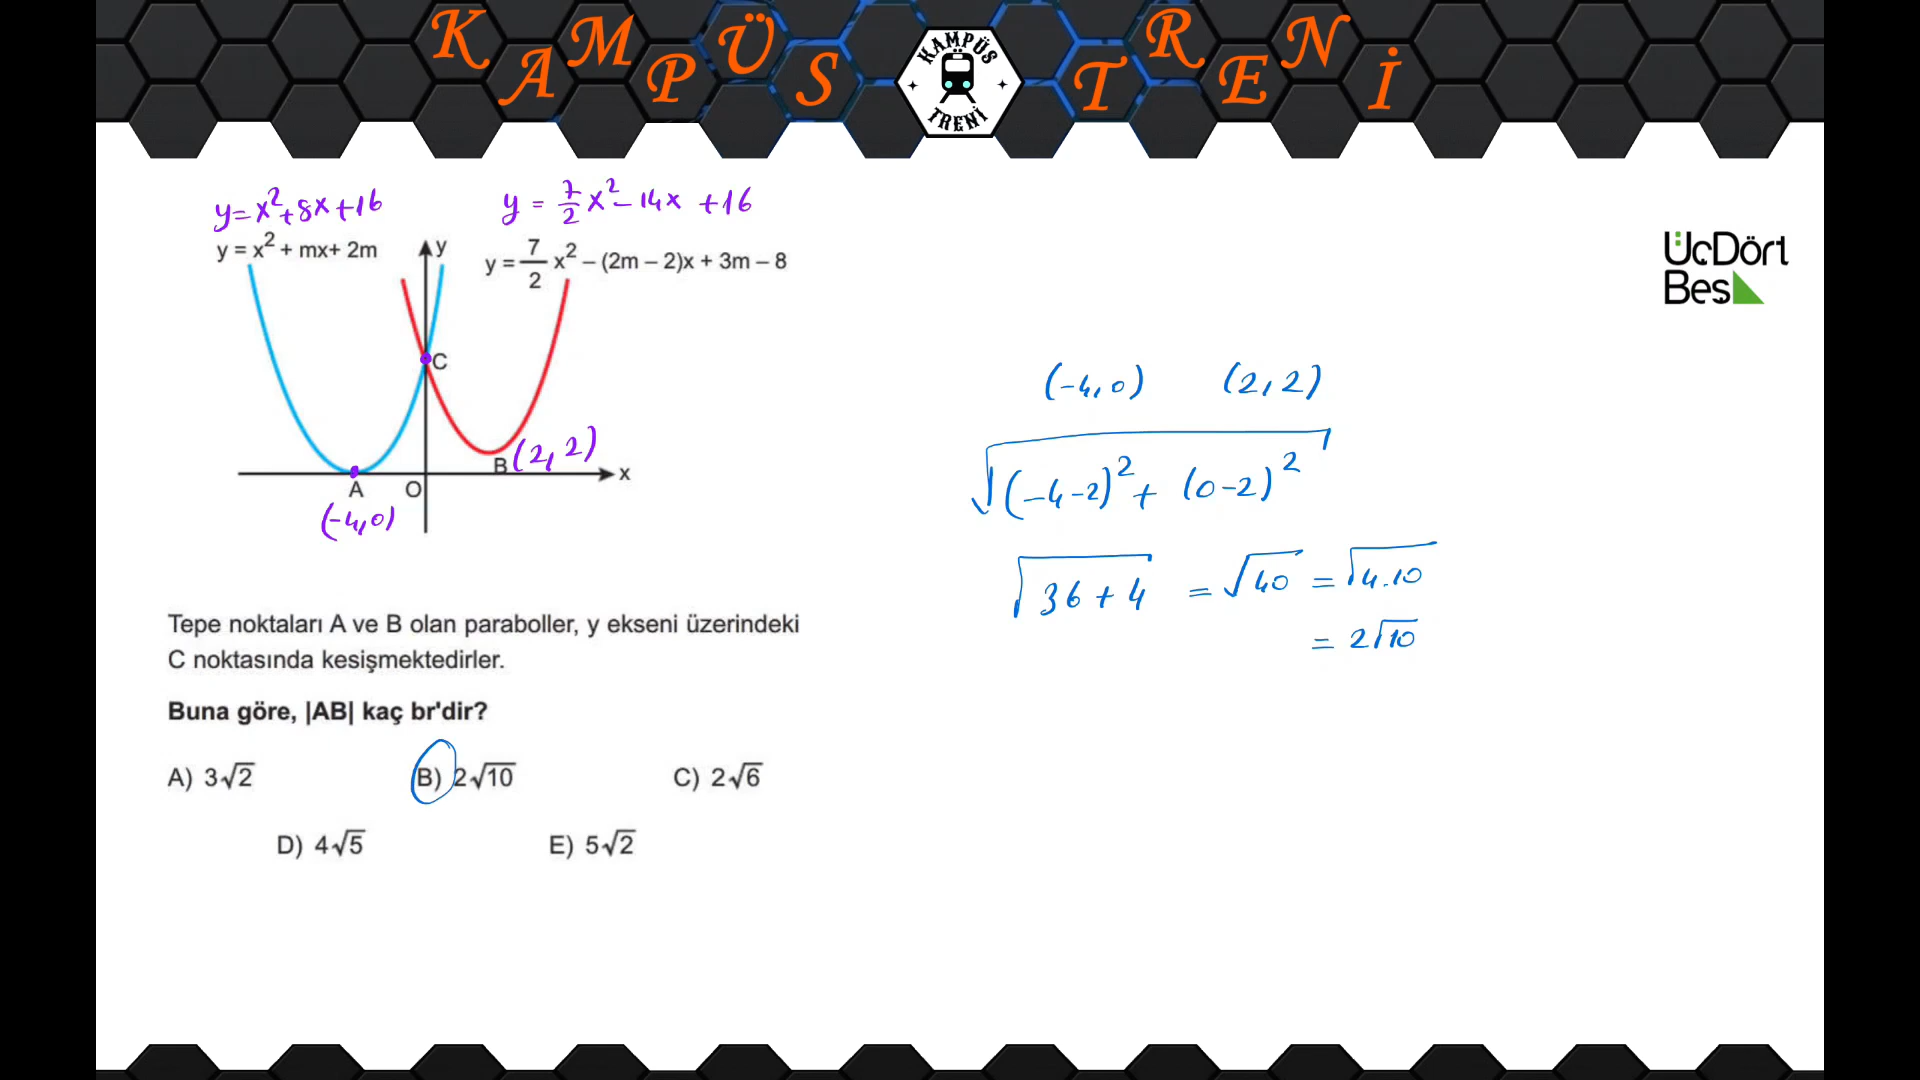 KAMPÜS TRENİ
KAMPÜS
TRENİ
y=x²+8x+16
y = 7/2 x² - 14x + 16
y = x² + mx+ 2m
y
y = 7/2 x² – (2m – 2)x + 3m – 8
ÜcDört
Bes
C
(-4,0) (2,2)
B (2,2)
x
A O
(-4,0)
√((-4-2)² + (0-2)²)
√(36+4) = √40 = √(4.10)
= 2√10
Tepe noktaları A ve B olan paraboller, y ekseni üzerindeki
C noktasında kesişmektedirler.
Buna göre, |AB| kaç br'dir?
A) 3√2 B) 2√10 C) 2√6
D) 4√5 E) 5√2